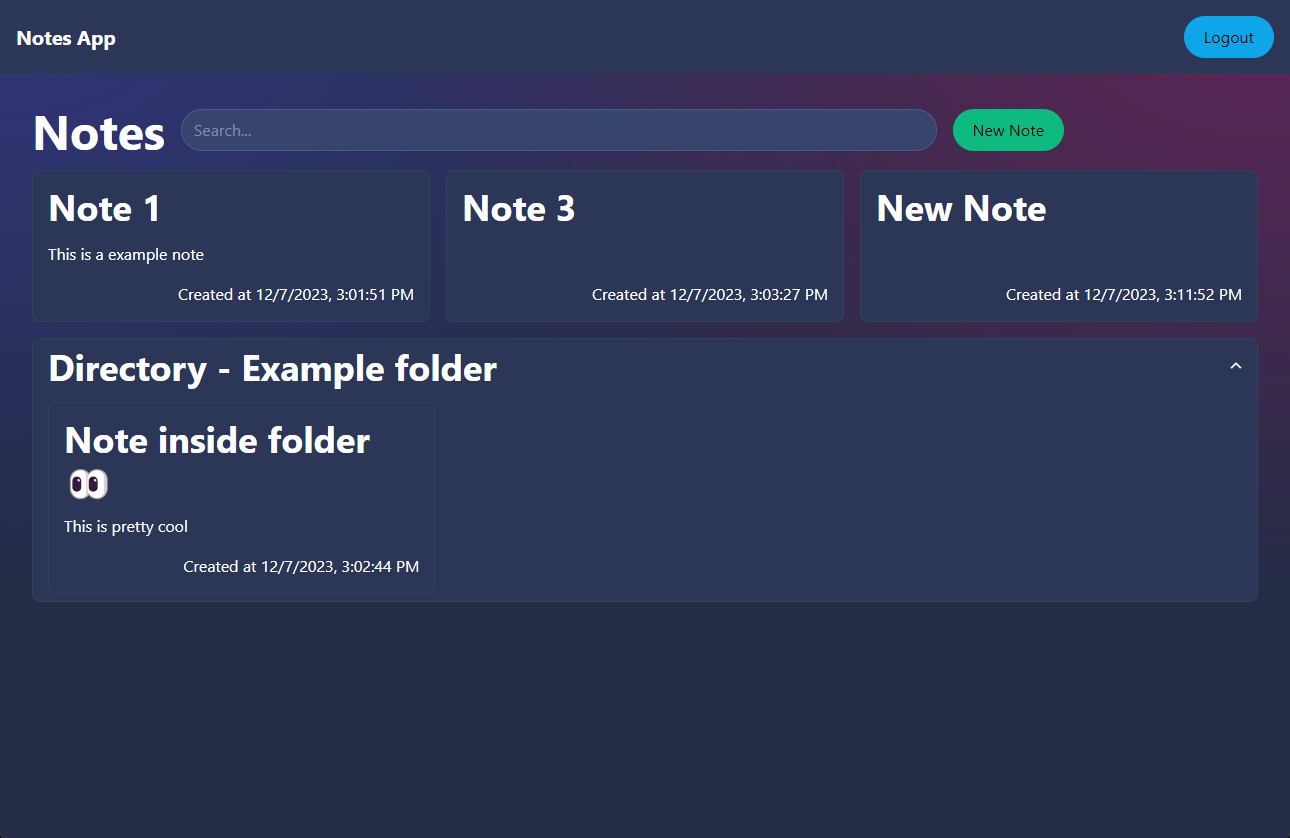 Notes App
Logout
Notes
Search...
New Note
Note 1
This is a example note
Created at 12/7/2023, 3:01:51 PM
Note 3
Created at 12/7/2023, 3:03:27 PM
New Note
Created at 12/7/2023, 3:11:52 PM
Directory - Example folder
Note inside folder
👀
This is pretty cool
Created at 12/7/2023, 3:02:44 PM